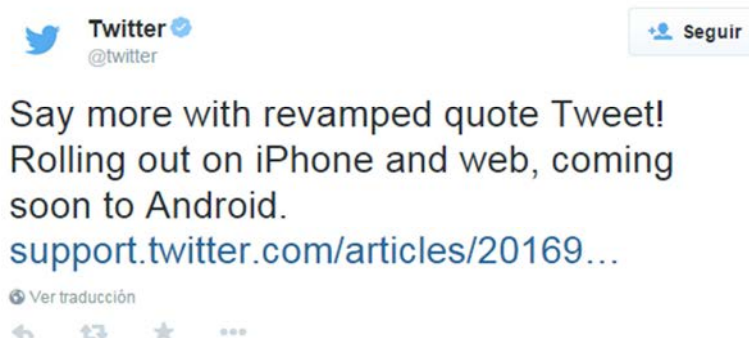 Twitter
@twitter
Seguir
Say more with revamped quote Tweet!
Rolling out on iPhone and web, coming
soon to Android.
support.twitter.com/articles/20169...
Ver traducción